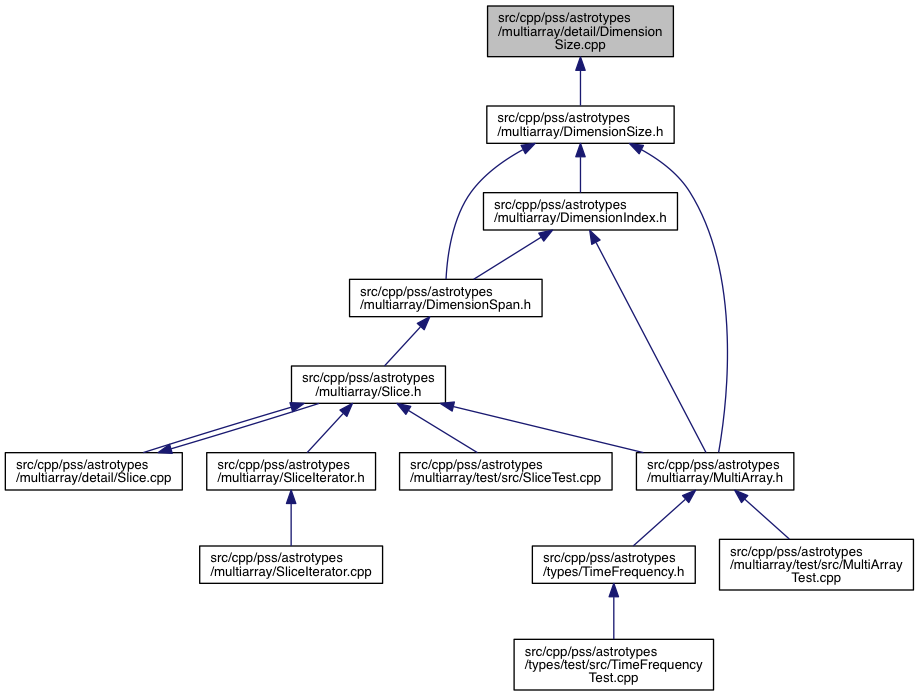 src/cpp/pss/astrotypes
/multiarray/detail/Dimension
Size.cpp
src/cpp/pss/astrotypes
/multiarray/DimensionSize.h
src/cpp/pss/astrotypes
/multiarray/DimensionIndex.h
src/cpp/pss/astrotypes
/multiarray/DimensionSpan.h
src/cpp/pss/astrotypes
/multiarray/Slice.h
src/cpp/pss/astrotypes
/multiarray/detail/Slice.cpp
src/cpp/pss/astrotypes
/multiarray/SliceIterator.h
src/cpp/pss/astrotypes
/multiarray/test/src/SliceTest.cpp
src/cpp/pss/astrotypes
/multiarray/MultiArray.h
src/cpp/pss/astrotypes
/multiarray/SliceIterator.cpp
src/cpp/pss/astrotypes
/types/TimeFrequency.h
src/cpp/pss/astrotypes
/multiarray/test/src/MultiArray
Test.cpp
src/cpp/pss/astrotypes
/types/test/src/TimeFrequency
Test.cpp